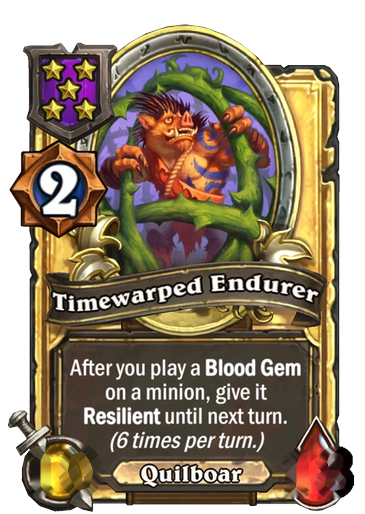 2
Timewarped Endurer
After you play a Blood Gem
on a minion, give it
Resilient until next turn.
(6 times per turn.)
Quilboar